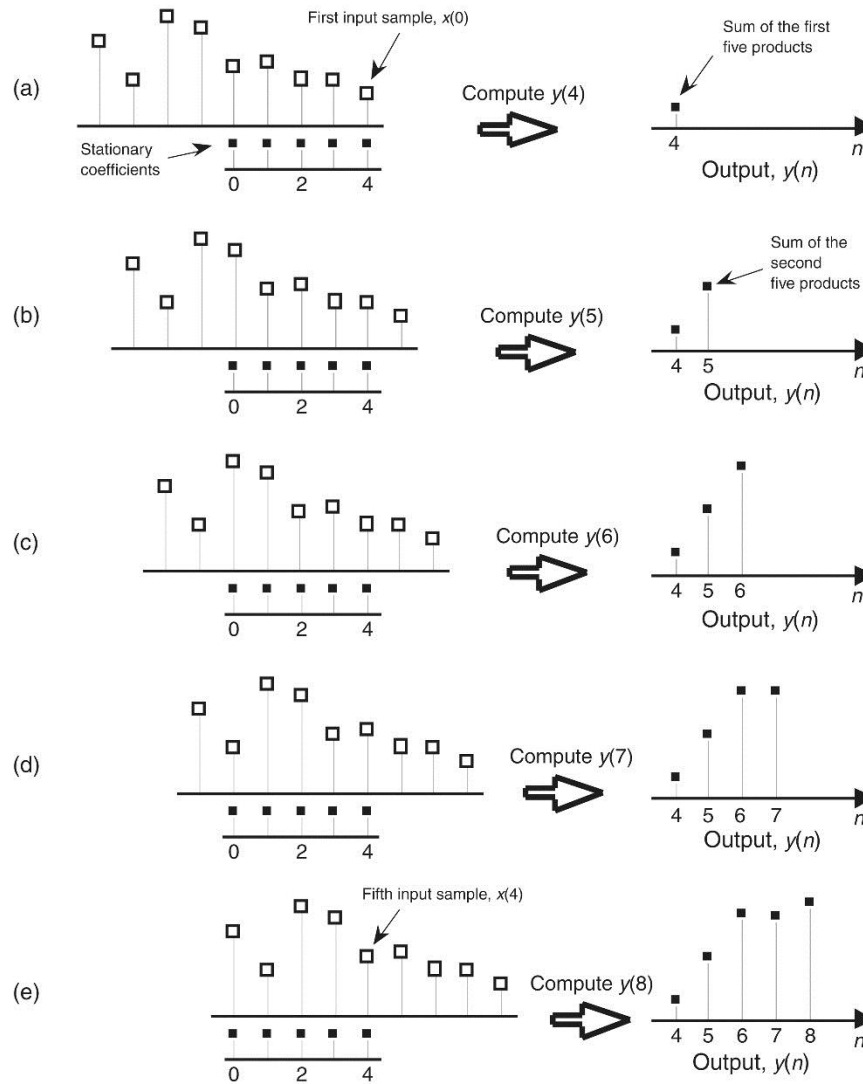 First input sample, x(0)
Sum of the first
five products
(a)
Compute y(4)
Stationary
coefficients
0 2 4
4 n
Output, y(n)
Sum of the
second
five products
(b)
Compute y(5)
0 2 4
4 5 n
Output, y(n)
(c)
Compute y(6)
0 2 4
4 5 6 n
Output, y(n)
(d)
Compute y(7)
0 2 4
4 5 6 7 n
Output, y(n)
Fifth input sample, x(4)
(e)
Compute y(8)
0 2 4
4 5 6 7 8 n
Output, y(n)